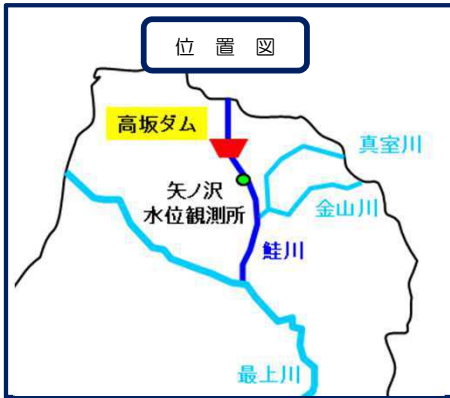 位 置 図
高坂ダム
真室川
矢ノ沢
水位観測所
金山川
鮭川
最上川